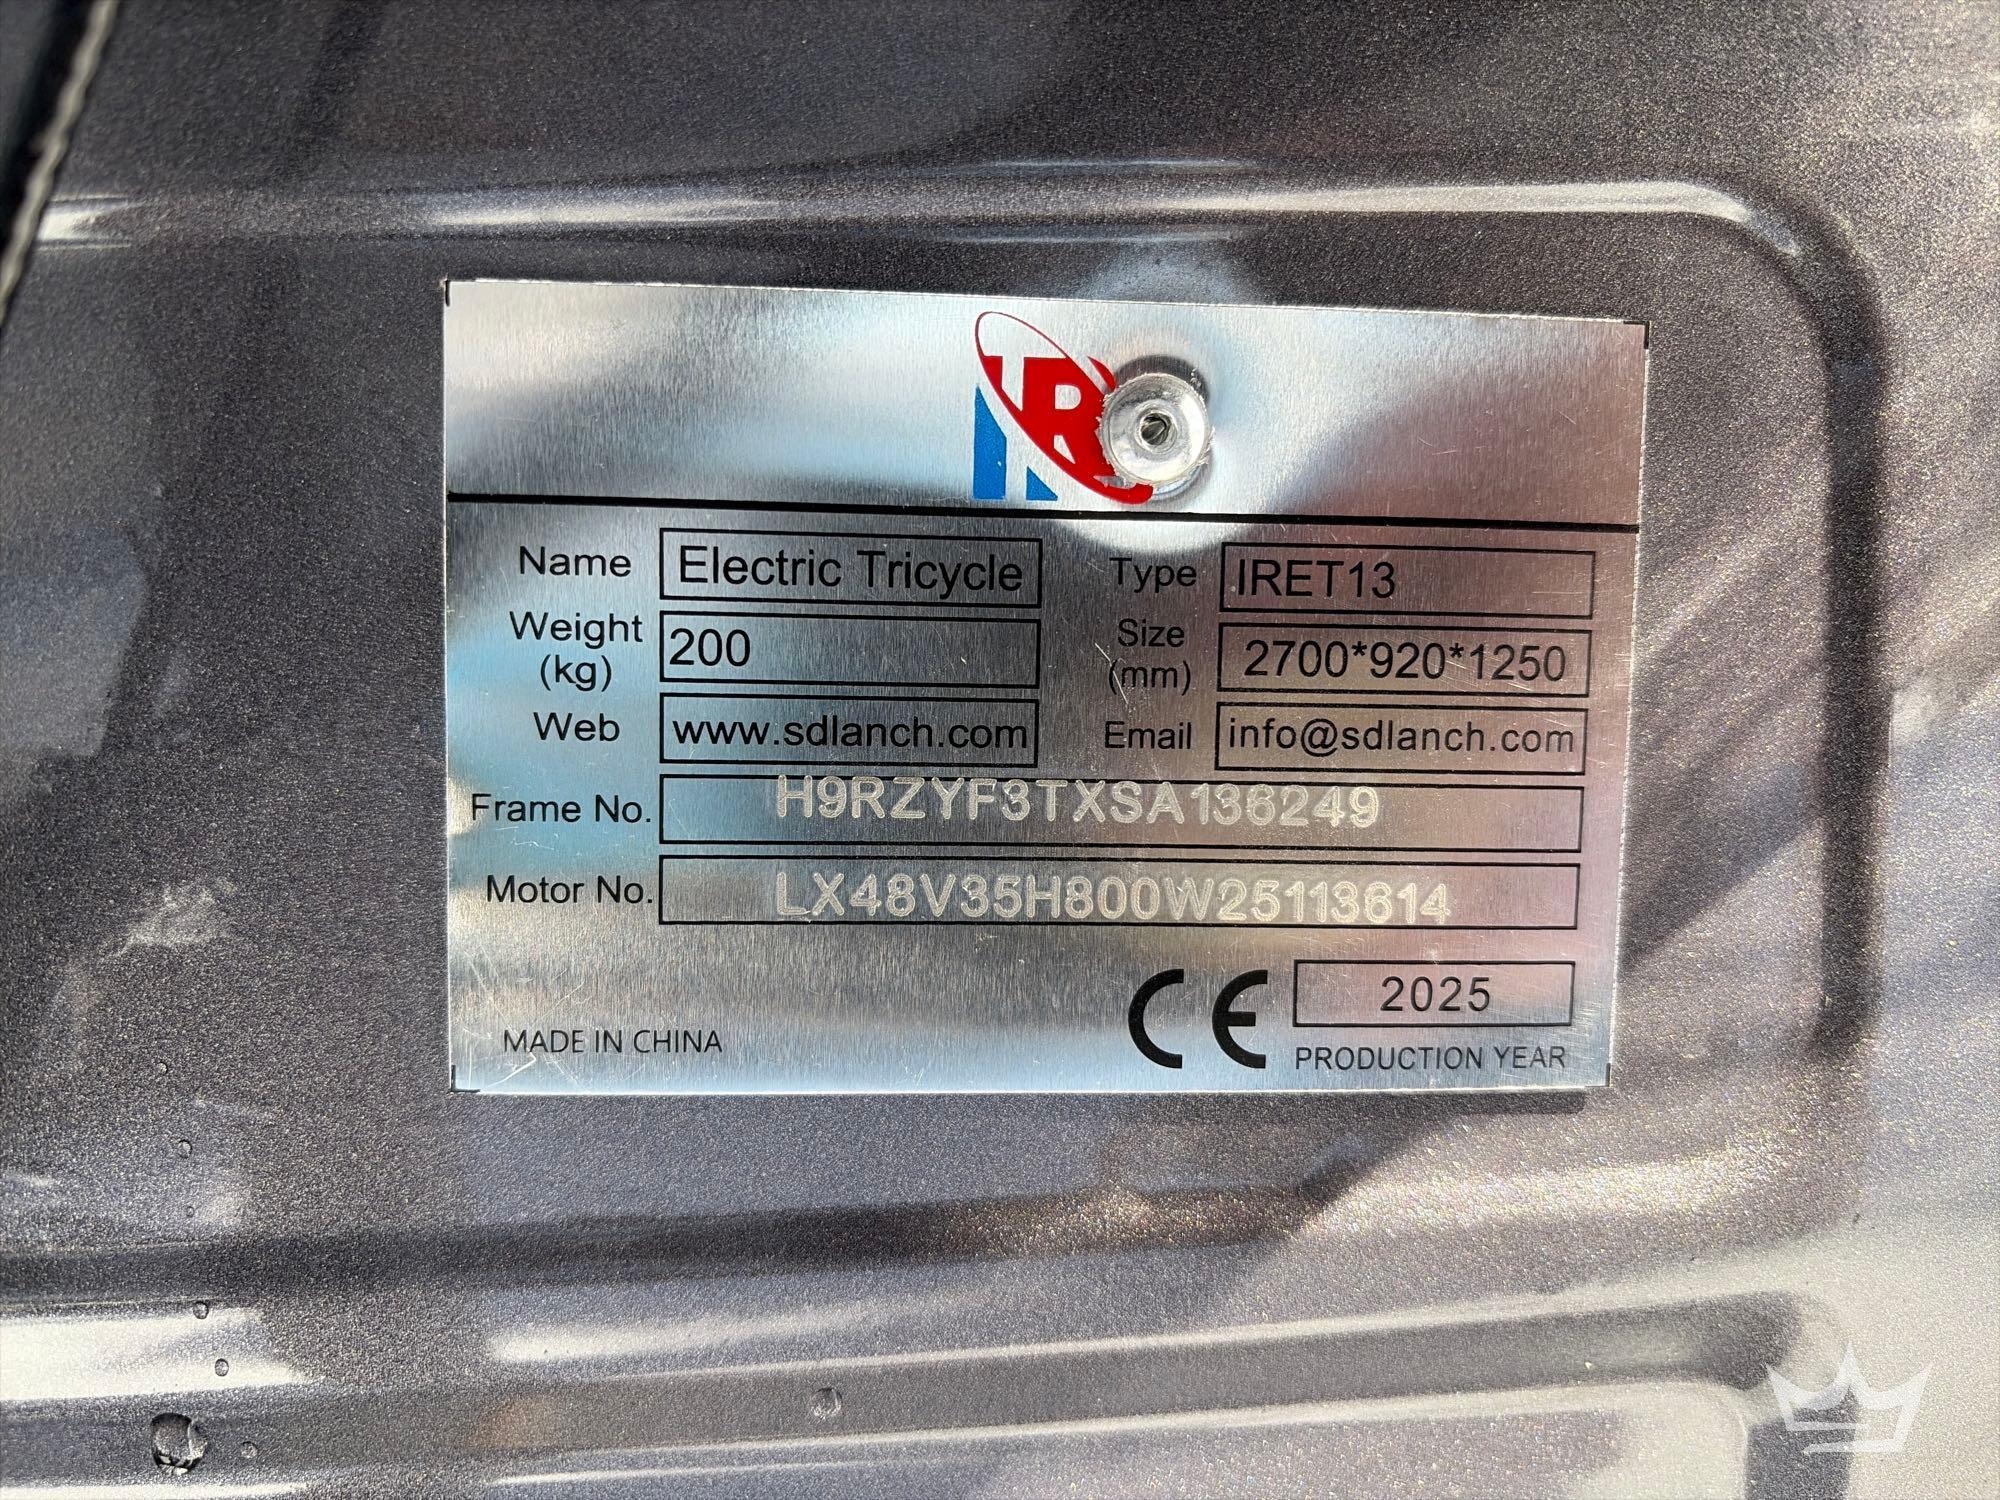 Name Electric Tricycle Type IRET13
Weight (kg) 200 Size (mm) 2700*920*1250
Web www.sdlanch.com Email info@sdlanch.com
Frame No. H9RZYF3TXSA136249
Motor No. LX48V35H800W25113614
CE 2025
MADE IN CHINA PRODUCTION YEAR